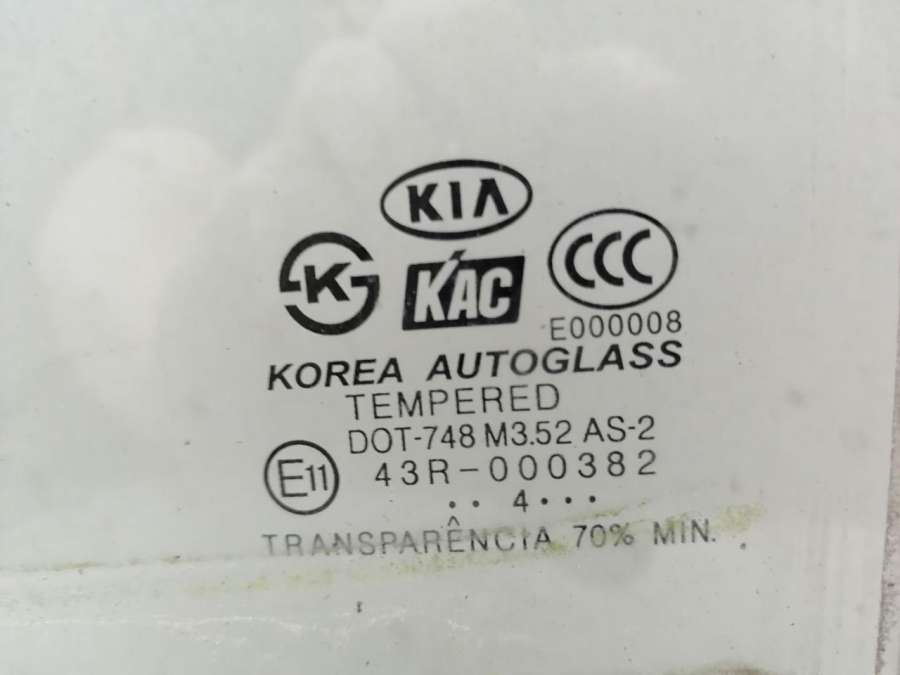 KIA
K
KAC
CCC
E000008
KOREA AUTOGLASS
TEMPERED
DOT-748 M3.52 AS-2
E11
43R-000382
·· 4 ···
TRANSPARÊNCIA 70% MIN.